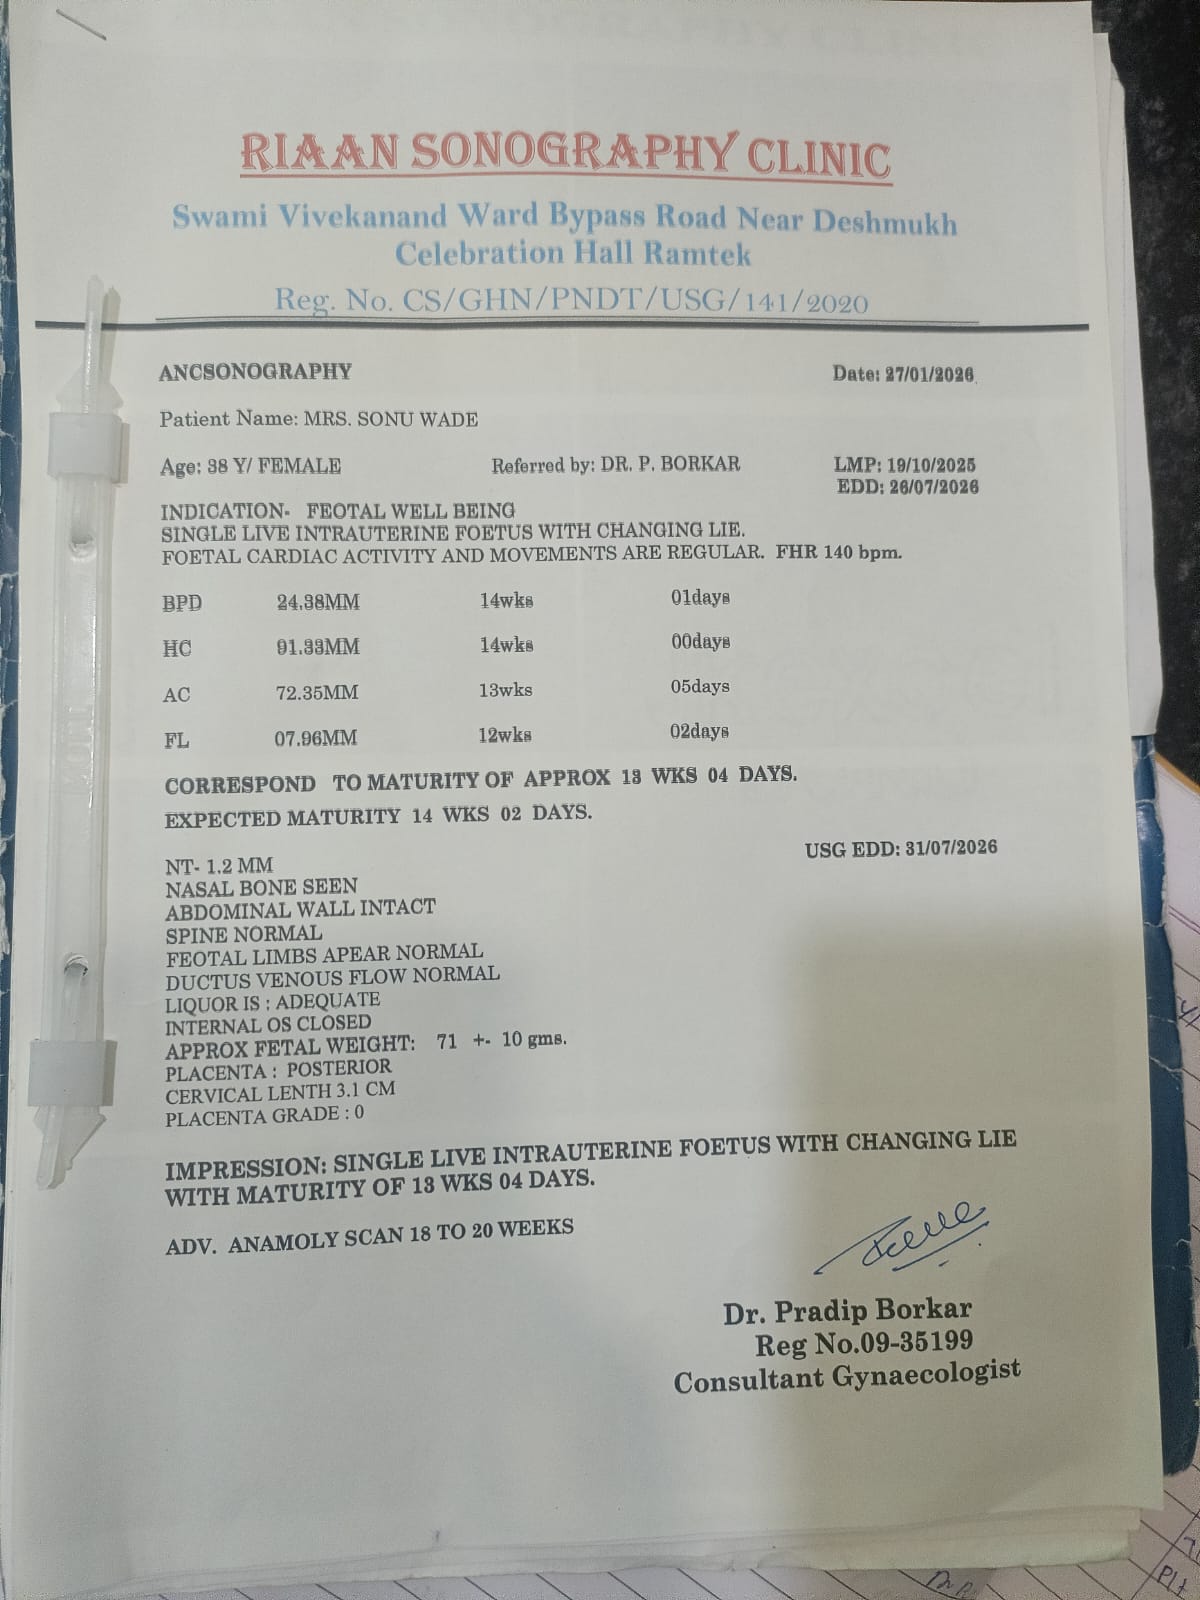 RIAAN SONOGRAPHY CLINIC
Swami Vivekanand Ward Bypass Road Near Deshmukh
Celebration Hall Ramtek
Reg. No. CS/GHN/PNDT/USG/141/2020
ANCSONOGRAPHY Date: 27/01/2026
Patient Name: MRS. SONU WADE
Age: 38 Y/ FEMALE Referred by: DR. P. BORKAR LMP: 19/10/2025
EDD: 26/07/2026
INDICATION- FEOTAL WELL BEING
SINGLE LIVE INTRAUTERINE FOETUS WITH CHANGING LIE.
FOETAL CARDIAC ACTIVITY AND MOVEMENTS ARE REGULAR. FHR 140 bpm.
BPD 24.38MM 14wks 01days
HC 91.33MM 14wks 00days
AC 72.35MM 13wks 05days
FL 07.96MM 12wks 02days
CORRESPOND TO MATURITY OF APPROX 13 WKS 04 DAYS.
EXPECTED MATURITY 14 WKS 02 DAYS.
USG EDD: 31/07/2026
NT- 1.2 MM
NASAL BONE SEEN
ABDOMINAL WALL INTACT
SPINE NORMAL
FEOTAL LIMBS APEAR NORMAL
DUCTUS VENOUS FLOW NORMAL
LIQUOR IS : ADEQUATE
INTERNAL OS CLOSED
APPROX FETAL WEIGHT: 71 +- 10 gms.
PLACENTA : POSTERIOR
CERVICAL LENTH 3.1 CM
PLACENTA GRADE : 0
IMPRESSION: SINGLE LIVE INTRAUTERINE FOETUS WITH CHANGING LIE
WITH MATURITY OF 13 WKS 04 DAYS.
ADV. ANAMOLY SCAN 18 TO 20 WEEKS
Dr. Pradip Borkar
Reg No.09-35199
Consultant Gynaecologist